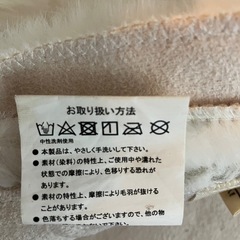 お取り扱い方法
中性洗剤使用
●本製品は、やさしく手洗いして下さい。
●素材(染料)の特性上、ご使用中や濡れた
状態での摩擦により、色移りする恐れが
あります。
●素材の特性上、摩擦により毛羽が抜ける
ことがあります。
●色落ちする場合がございますので、他の物